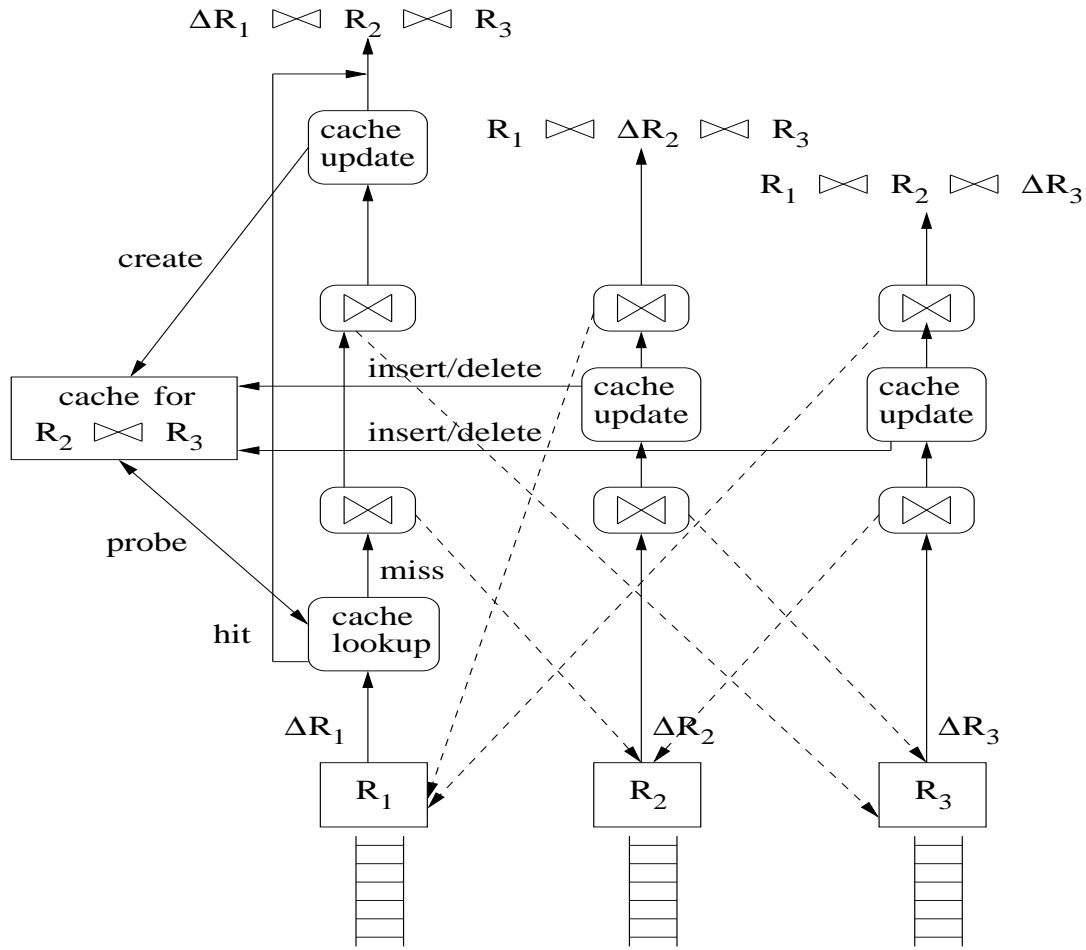 ΔR1 ⋈ R2 ⋈ R3
cache
update
R1 ⋈ ΔR2 ⋈ R3
R1 ⋈ R2 ⋈ ΔR3
create
insert/delete
cache for
R2 ⋈ R3
cache
update
cache
update
insert/delete
probe
miss
cache
lookup
hit
ΔR1
ΔR2
ΔR3
R1
R2
R3